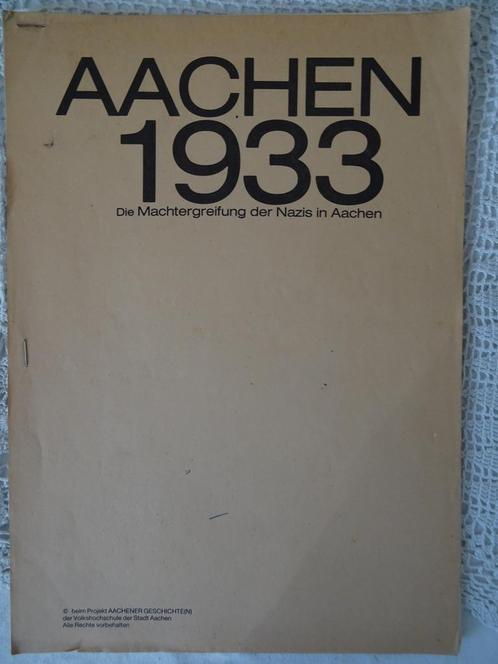 AACHEN
1933
Die Machtergreifung der Nazis in Aachen
© beim Projekt AACHENER GESCHICHTE(N)
der Volkshochschule der Stadt Aachen
Alle Rechte vorbehalten